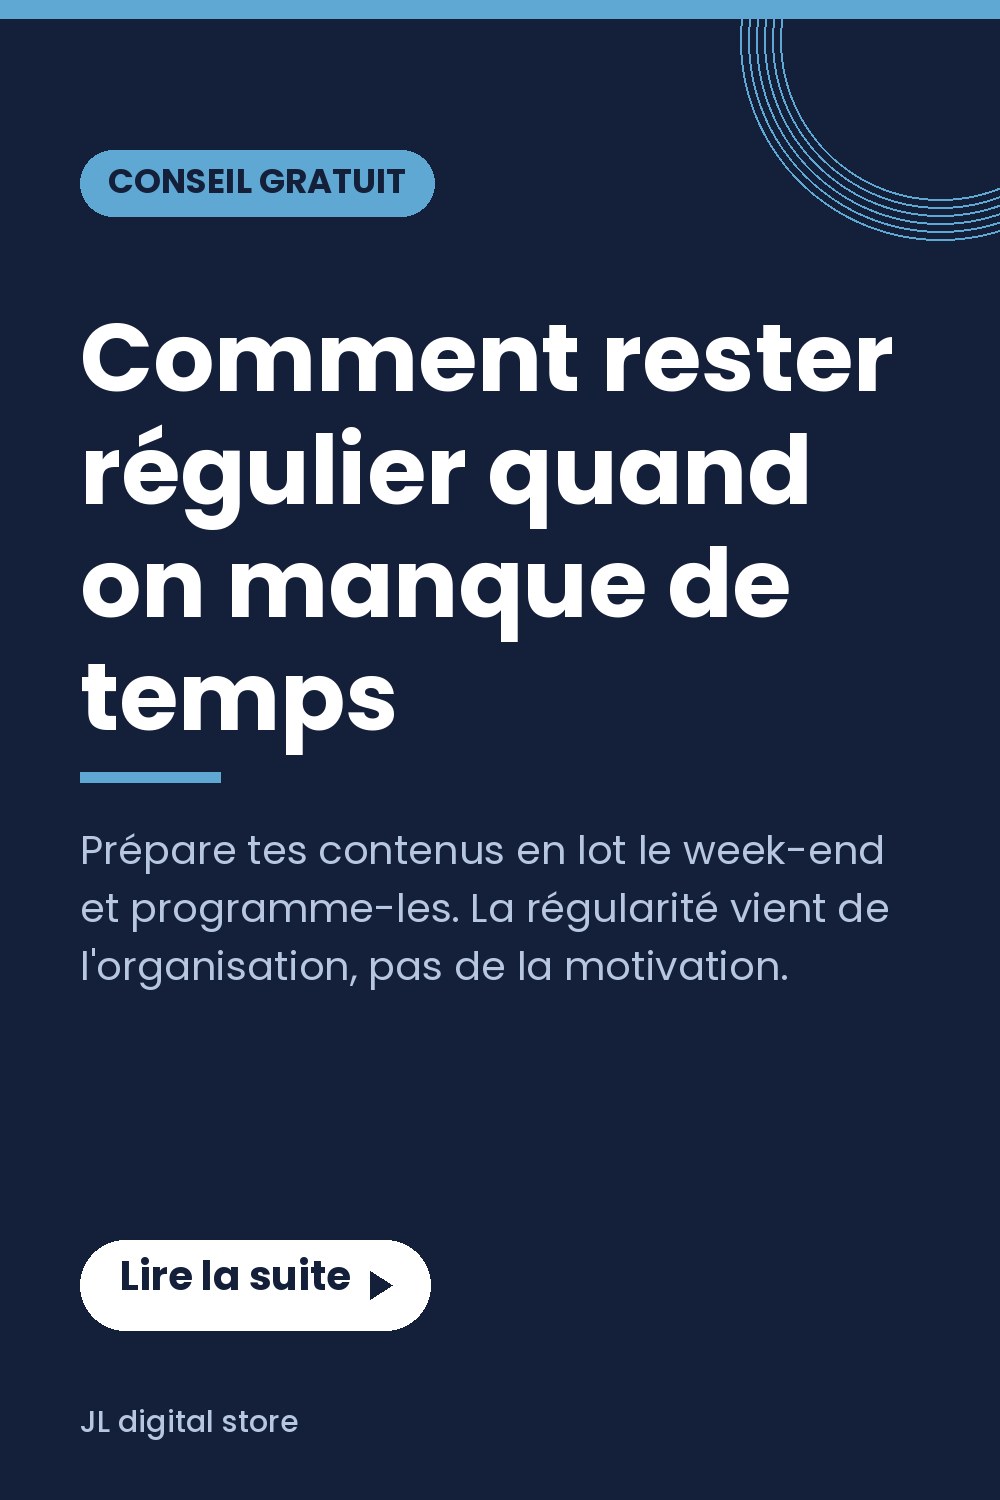 CONSEIL GRATUIT
Comment rester
régulier quand
on manque de
temps
Prépare tes contenus en lot le week-end
et programme-les. La régularité vient de
l'organisation, pas de la motivation.
Lire la suite
JL digital store